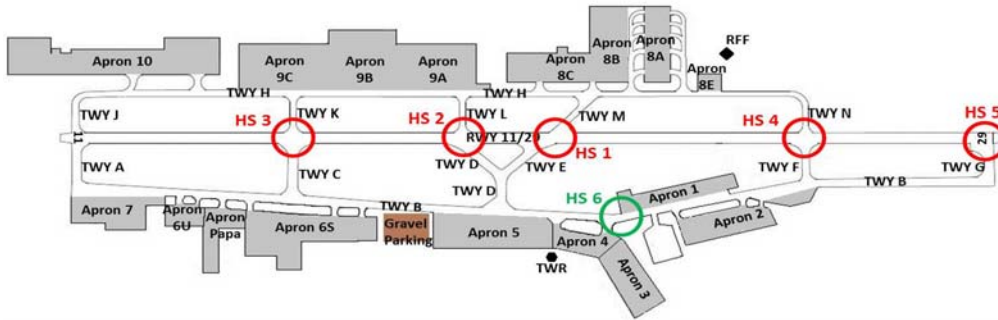 RFF
Apron 10
Apron
9C
Apron
9B
Apron
9A
Apron
8C
Apron
8B
Apron
8A
Apron
8E
TWY H
TWY H
TWY J
HS 3
TWY K
HS 2
TWY L
TWY M
HS 4
TWY N
HS 5
11
RWY 11/29
HS 1
29
TWY A
TWY C
TWY D
TWY E
TWY F
TWY G
TWY D
TWY B
HS 6
Apron 1
Apron 7
Apron
6U
Apron
Papa
Apron 6S
TWY B
Gravel
Parking
Apron 5
Apron 4
Apron 2
TWR
Apron 3